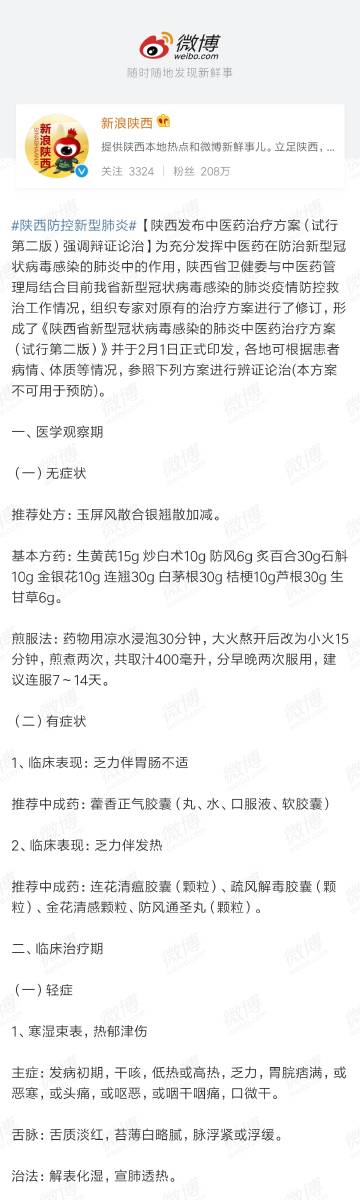 微博
weibo.com
随时随地发现新鲜事
新浪陕西
新浪陕西
提供陕西本地热点和微博新鲜事儿。立足陕西，...
关注 3324 | 粉丝 208万
#陕西防控新型肺炎#【陕西发布中医药治疗方案（试行
第二版）强调辩证论治】为充分发挥中医药在防治新型冠
状病毒感染的肺炎中的作用，陕西省卫健委与中医药管
理局结合目前我省新型冠状病毒感染的肺炎疫情防控救
治工作情况，组织专家对原有的治疗方案进行了修订，形
成了《陕西省新型冠状病毒感染的肺炎中医药治疗方案
（试行第二版）》并于2月1日正式印发，各地可根据患者
病情、体质等情况，参照下列方案进行辨证论治(本方案
不可用于预防)。
一、医学观察期
（一）无症状
推荐处方：玉屏风散合银翘散加减。
基本方药：生黄芪15g 炒白术10g 防风6g 炙百合30g石斛
10g 金银花10g 连翘30g 白茅根30g 桔梗10g芦根30g 生
甘草6g。
煎服法：药物用凉水浸泡30分钟，大火熬开后改为小火15
分钟，煎煮两次，共取汁400毫升，分早晚两次服用，建
议连服7～14天。
（二）有症状
1、临床表现：乏力伴胃肠不适
推荐中成药：藿香正气胶囊（丸、水、口服液、软胶囊）
2、临床表现：乏力伴发热
推荐中成药：连花清瘟胶囊（颗粒）、疏风解毒胶囊（颗
粒）、金花清感颗粒、防风通圣丸（颗粒）。
二、临床治疗期
（一）轻症
1、寒湿束表，热郁津伤
主症：发病初期，干咳，低热或高热，乏力，胃脘痞满，或
恶寒，或头痛，或呕恶，或咽干咽痛，口微干。
舌脉：舌质淡红，苔薄白略腻，脉浮紧或浮缓。
治法：解表化湿，宣肺透热。